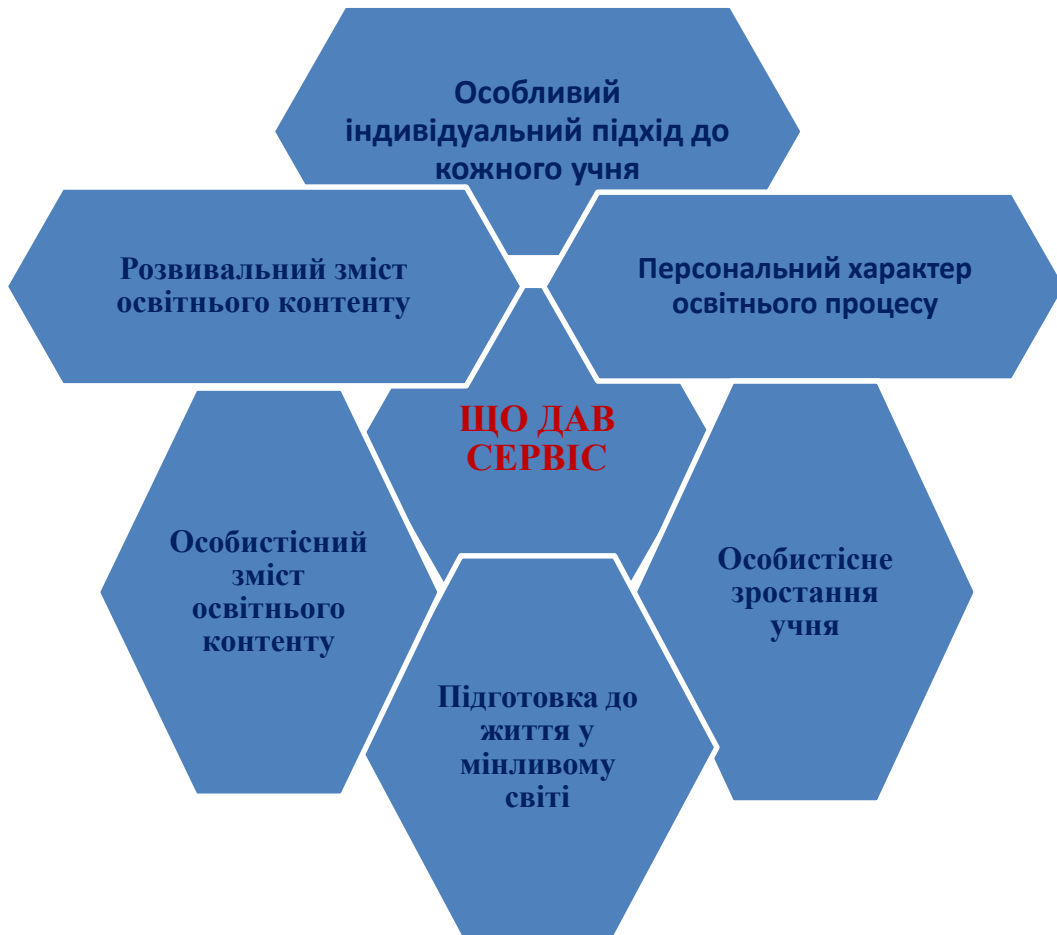 Особливий
індивідуальний підхід до
кожного учня
Розвивальний зміст
освітнього контенту
Персональний характер
освітнього процесу
ЩО ДАВ
СЕРВІС
Особистісний
зміст
освітнього
контенту
Особистісне
зростання
учня
Підготовка до
життя у
мінливому
світі